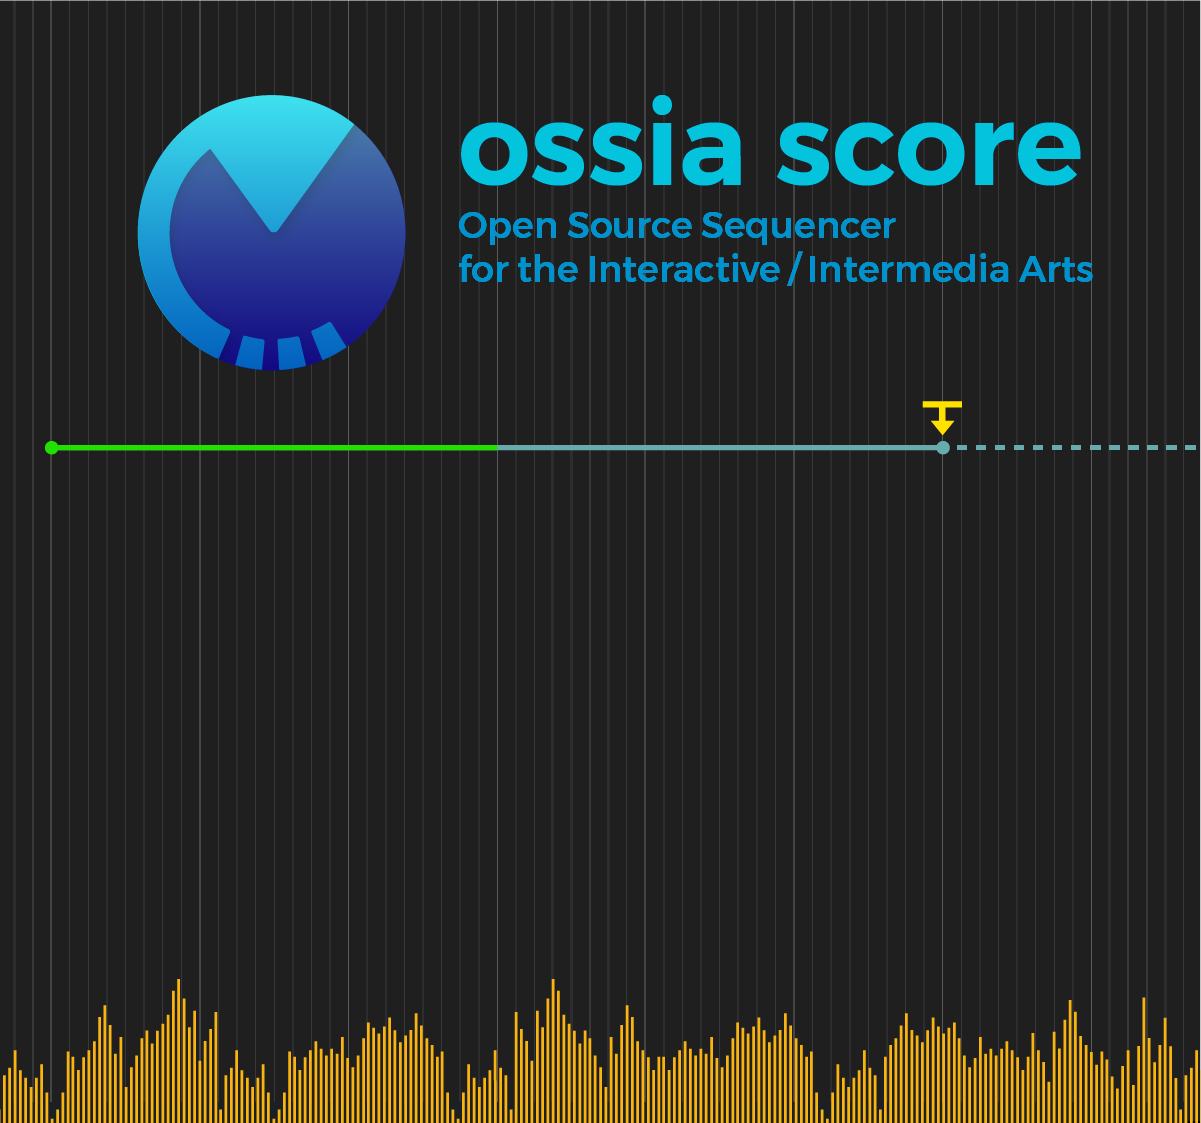 ossia score
Open Source Sequencer
for the Interactive / Intermedia Arts